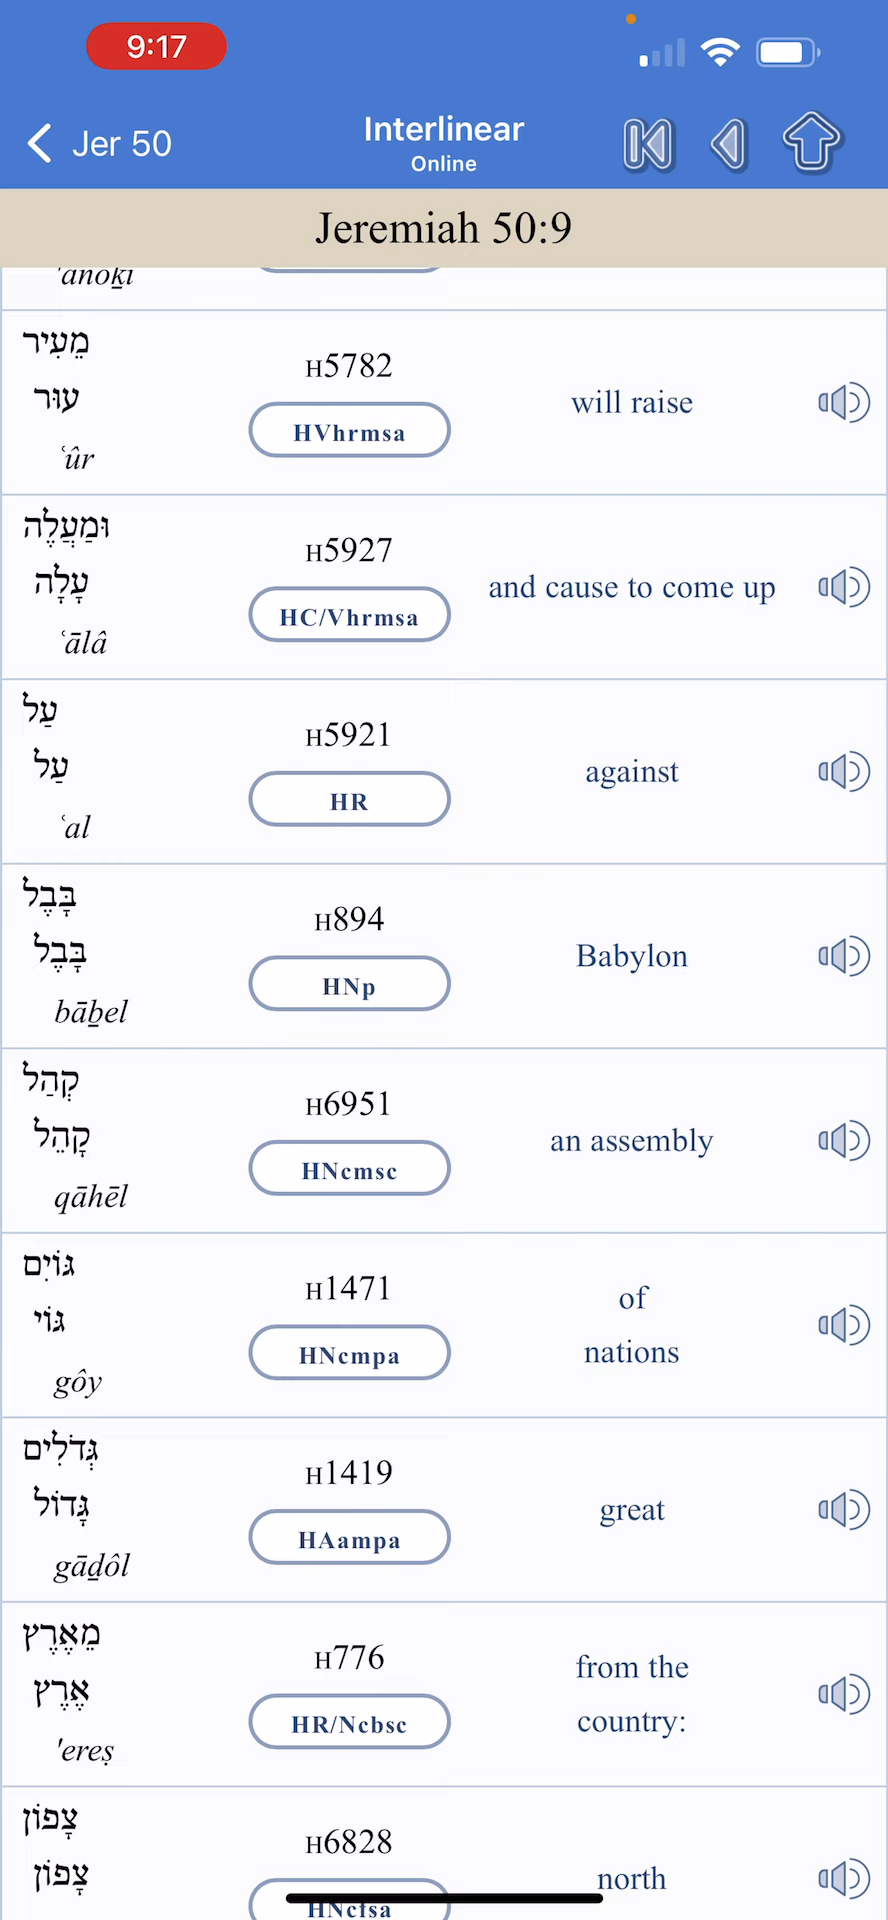 9:17
Jer 50
Interlinear
Online
Jeremiah 50:9
'ānoḵî
מֵעִיר
עוּר
ʿûr
H5782
HVhrmsa
will raise
וּמַעֲלֶה
עָלָה
ʿālâ
H5927
HC/Vhrmsa
and cause to come up
עַל
עַל
ʿal
H5921
HR
against
בָּבֶל
בָּבֶל
bāḇel
H894
HNp
Babylon
קְהַל
קָהֵל
qāhēl
H6951
HNcmsc
an assembly
גּוֹיִם
גּוֹי
gôy
H1471
HNcmpa
of
nations
גְּדֹלִים
גָּדוֹל
gāḏôl
H1419
HAampa
great
מֵאֶרֶץ
אֶרֶץ
'ereṣ
H776
HR/Ncbsc
from the
country:
צָפוֹן
צָפוֹן
H6828
HNcfsa
north